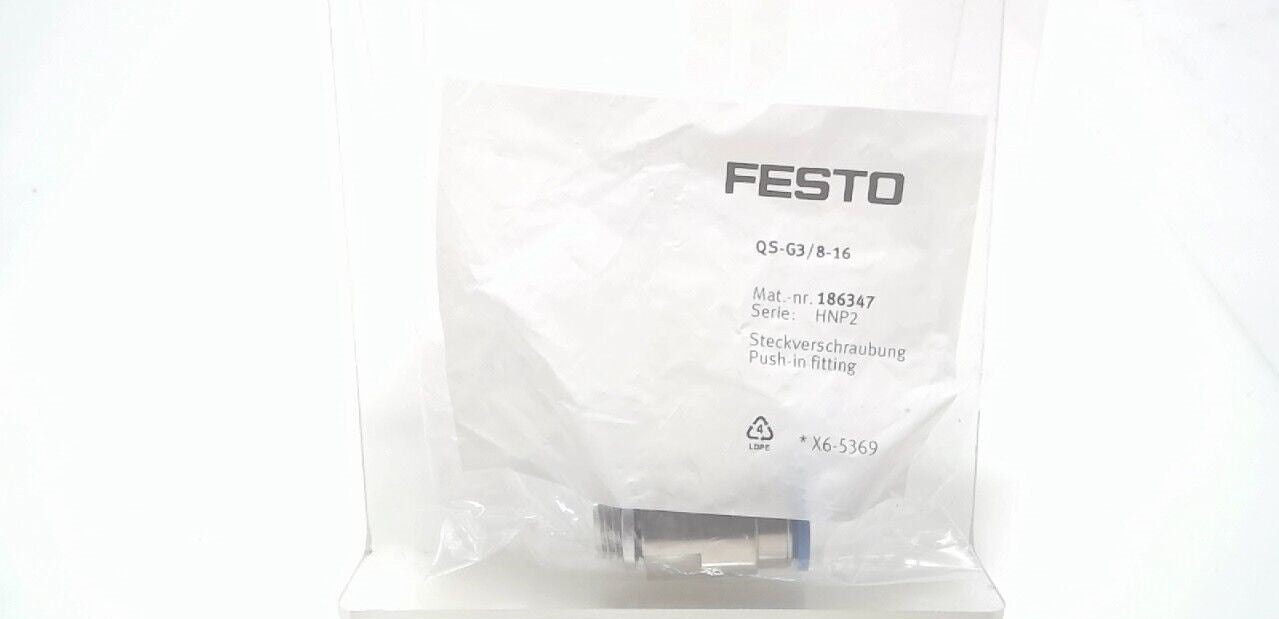 FESTO
QS-G3/8-16
Mat.-nr. 186347
Serie: HNP2
Steckverschraubung
Push-in fitting
4
LDPE
* X6-5369